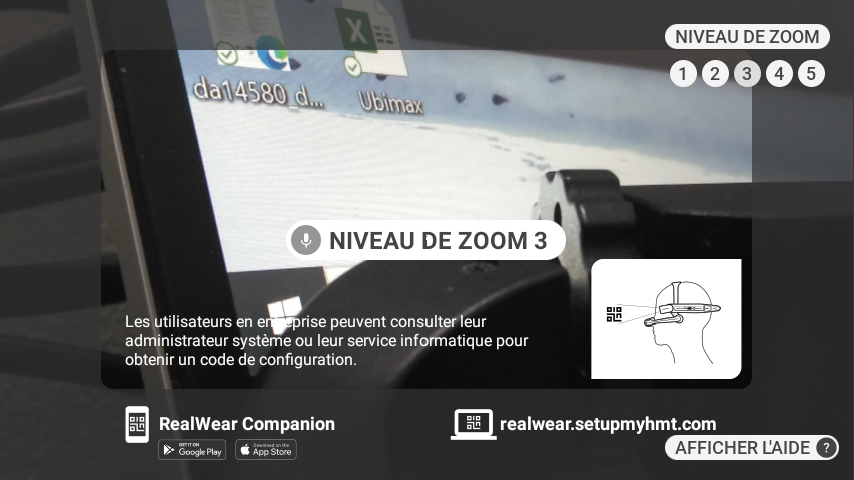 da14580_d...
Ubimax
NIVEAU DE ZOOM
1 2 3 4 5
NIVEAU DE ZOOM 3
Les utilisateurs en entreprise peuvent consulter leur
administrateur système ou leur service informatique pour
obtenir un code de configuration.
RealWear Companion
GET IT ON
Google Play
Download on the
App Store
realwear.setupmyhmt.com
AFFICHER L'AIDE ?